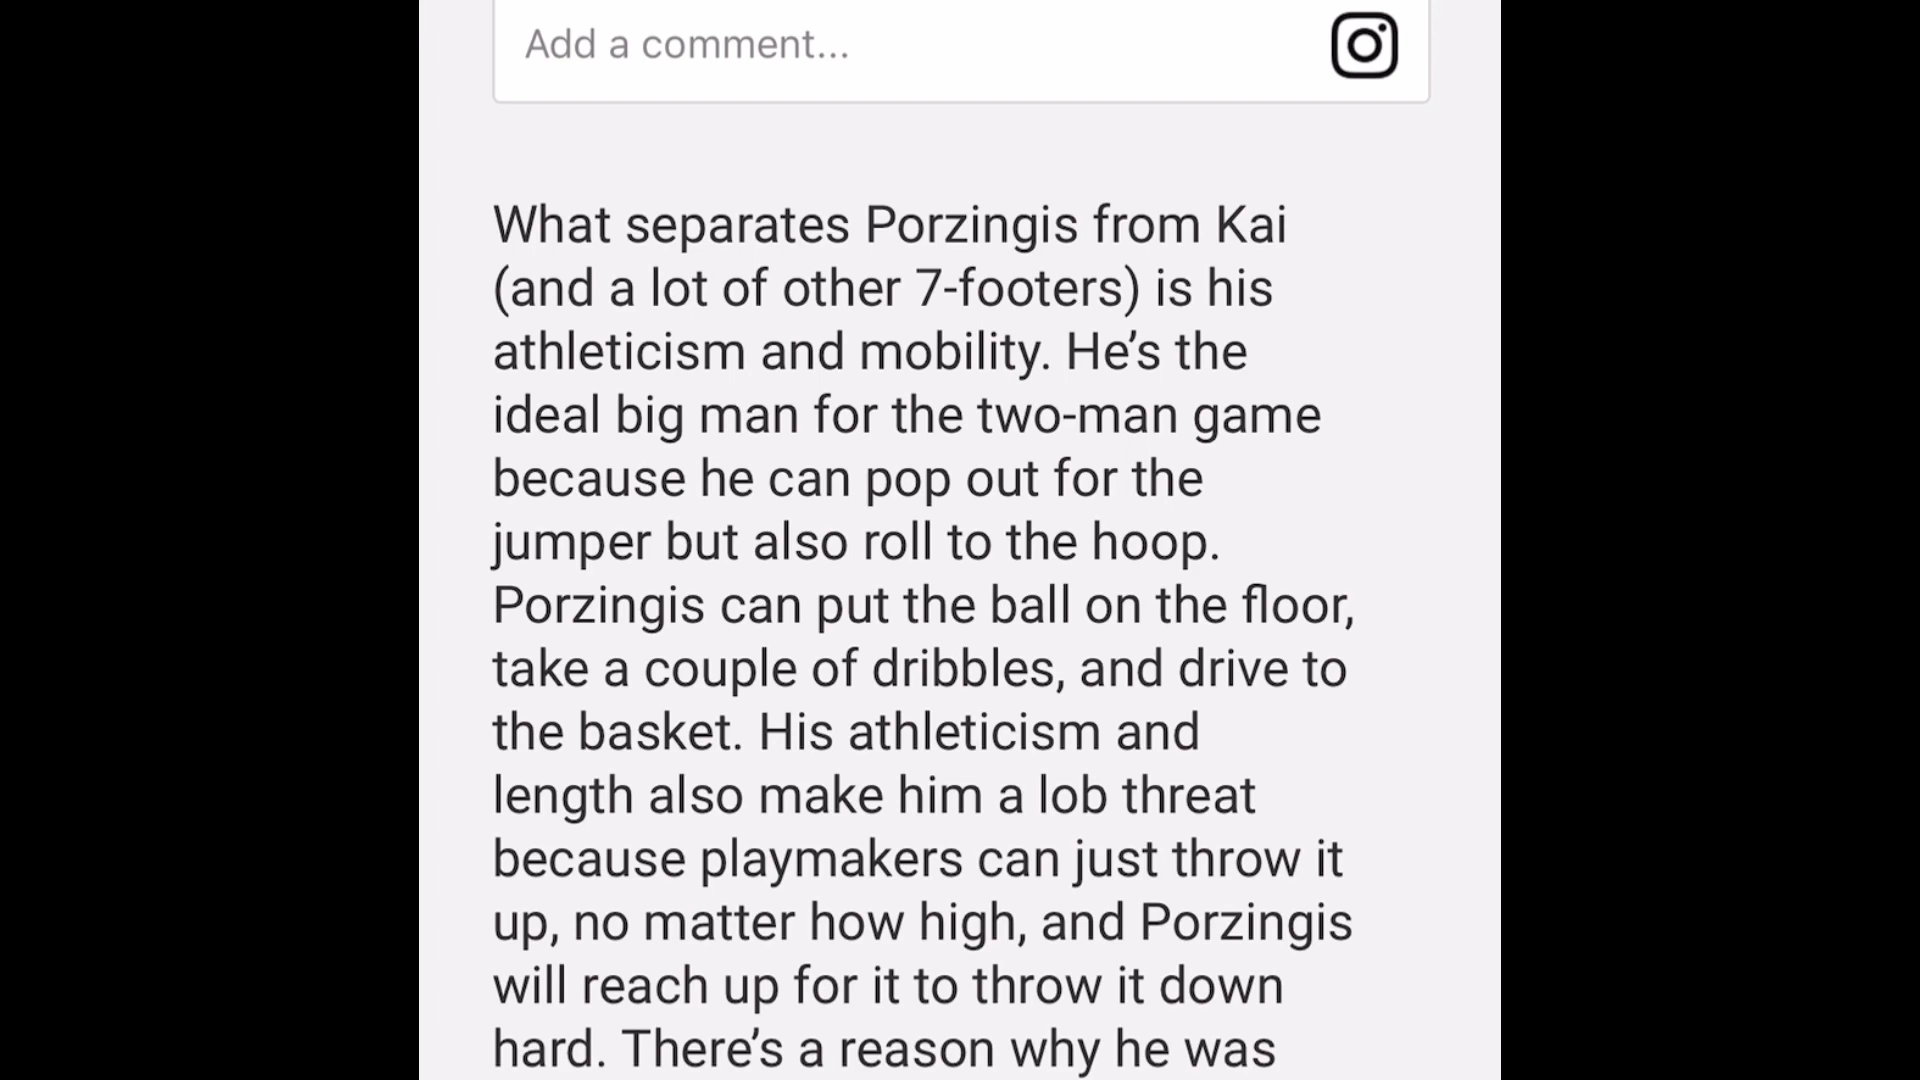 Add a comment...
What separates Porzingis from Kai
(and a lot of other 7-footers) is his
athleticism and mobility. He’s the
ideal big man for the two-man game
because he can pop out for the
jumper but also roll to the hoop.
Porzingis can put the ball on the floor,
take a couple of dribbles, and drive to
the basket. His athleticism and
length also make him a lob threat
because playmakers can just throw it
up, no matter how high, and Porzingis
will reach up for it to throw it down
hard. There’s a reason why he was